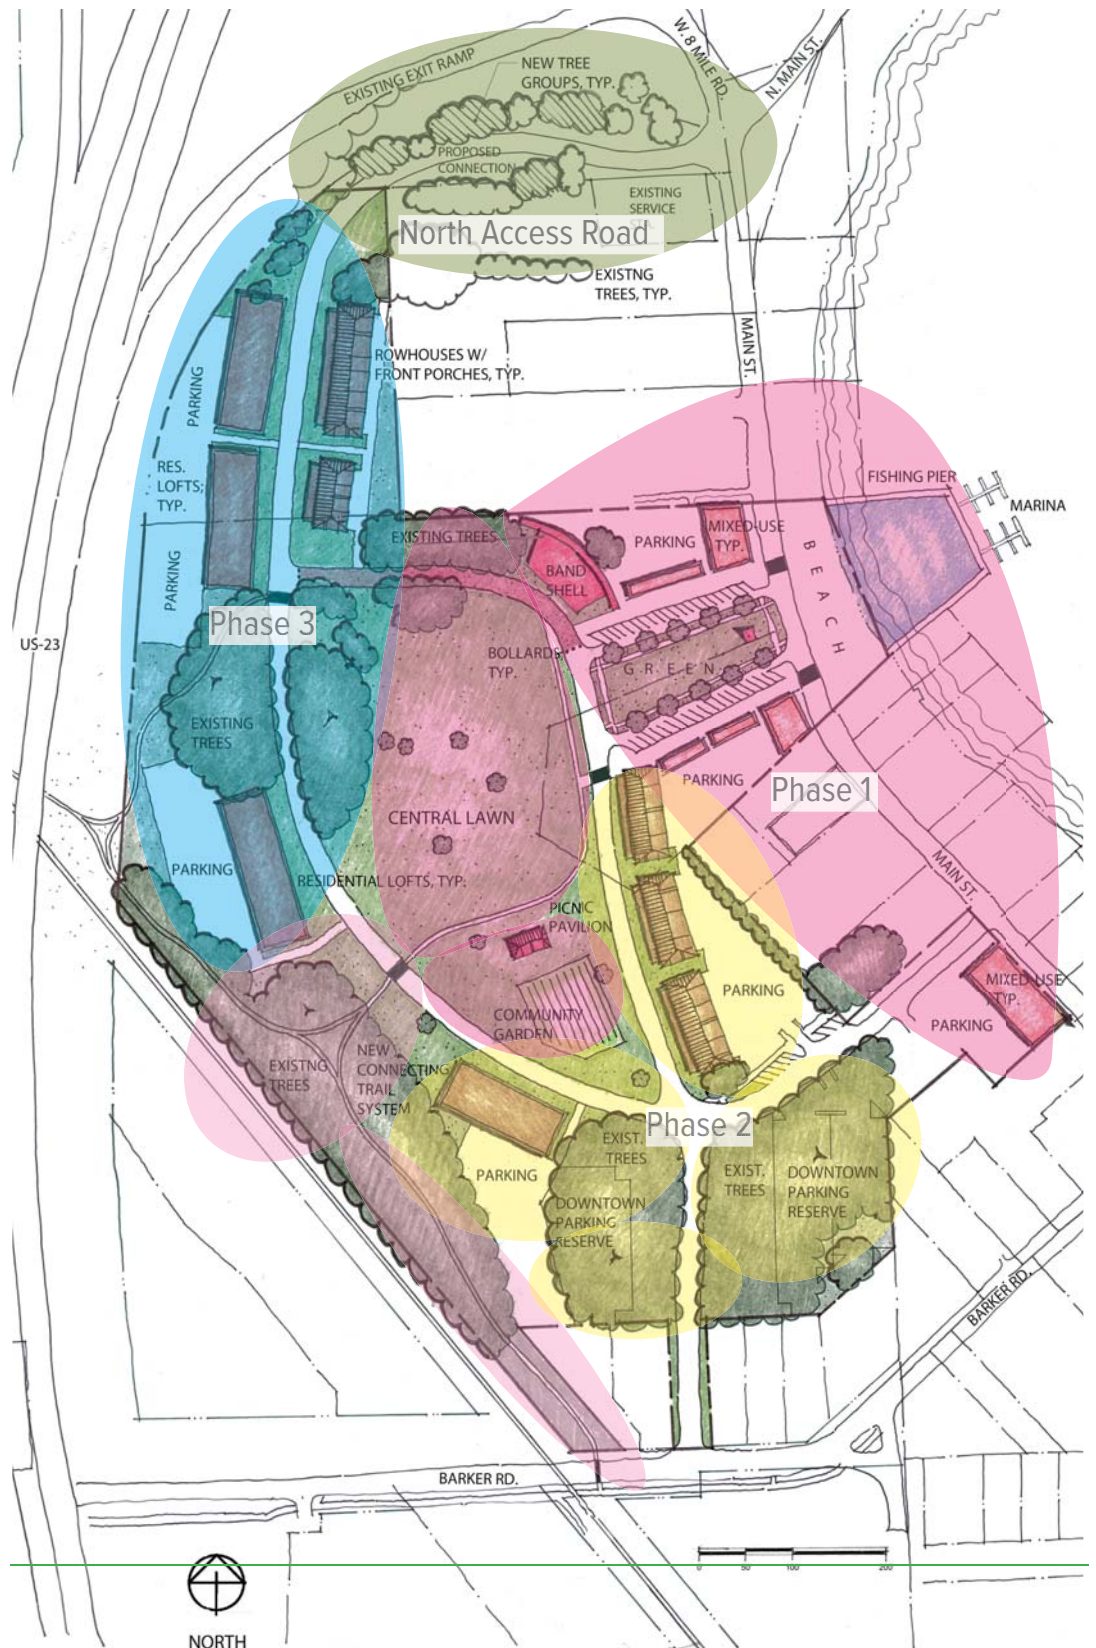 W. 8 MILE RD.
N. MAIN ST.
EXISTING EXIT RAMP
NEW TREE
GROUPS, TYP.
PROPOSED
CONNECTION
EXISTING
SERVICE
North Access Road
EXISTNG
TREES, TYP.
MAIN ST.
ROWHOUSES W/
FRONT PORCHES, TYP.
PARKING
RES.
LOFTS,
TYP.
PARKING
FISHING PIER
MARINA
EXISTING TREES
BAND
SHELL
PARKING
MIXED-USE
TYP.
BEACH
US-23
Phase 3
BOLLARDS,
TYP.
GREEN
EXISTING
TREES
PARKING
Phase 1
CENTRAL LAWN
PARKING
RESIDENTIAL LOFTS, TYP.
MAIN ST.
PICNIC
PAVILION
PARKING
MIXED-USE
TYP.
PARKING
COMMUNITY
GARDEN
EXISTNG
TREES
NEW
CONNECTING
TRAIL
SYSTEM
Phase 2
EXIST.
TREES
PARKING
EXIST.
TREES
DOWNTOWN
PARKING
RESERVE
DOWNTOWN
PARKING
RESERVE
BARKER RD.
BARKER RD.
0 50 100 200
NORTH